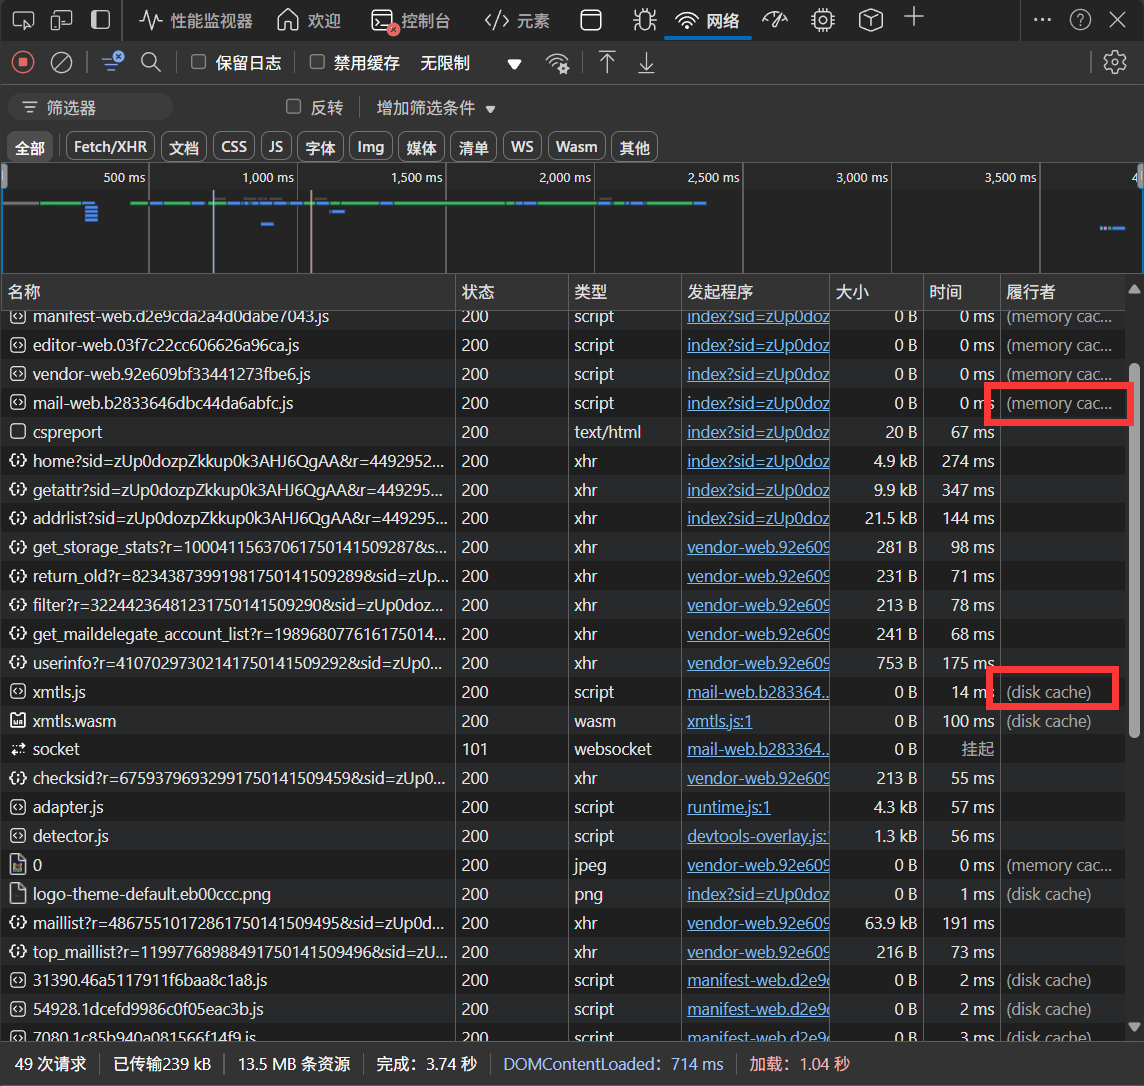 性能监视器 欢迎 控制台 元素 网络
保留日志 禁用缓存 无限制
筛选器 反转 增加筛选条件
全部 Fetch/XHR 文档 CSS JS 字体 Img 媒体 清单 WS Wasm 其他
500 ms 1,000 ms 1,500 ms 2,000 ms 2,500 ms 3,000 ms 3,500 ms 4
名称 状态 类型 发起程序 大小 时间 履行者
manifest-web.d2e9cda2a4d0dabe7043.js 200 script index?sid=zUp0doz 0 B 0 ms (memory cac...
editor-web.03f7c22cc606626a96ca.js 200 script index?sid=zUp0doz 0 B 0 ms (memory cac...
vendor-web.92e609bf33441273fbe6.js 200 script index?sid=zUp0doz 0 B 0 ms (memory cac...
mail-web.b2833646dbc44da6abfc.js 200 script index?sid=zUp0doz 0 B 0 ms (memory cac...
cspreport 200 text/html index?sid=zUp0doz 20 B 67 ms
home?sid=zUp0dozpZkkup0k3AHJ6QgAA&r=4492952... 200 xhr index?sid=zUp0doz 4.9 kB 274 ms
getattr?sid=zUp0dozpZkkup0k3AHJ6QgAA&r=449295... 200 xhr index?sid=zUp0doz 9.9 kB 347 ms
addrlist?sid=zUp0dozpZkkup0k3AHJ6QgAA&r=44929​5... 200 xhr index?sid=zUp0doz 21.5 kB 144 ms
get_storage_stats?r=1000411563706175014150928​7&s... 200 xhr vendor-web.92e609 281 B 98 ms
return_old?r=82343873991981750141509289&sid=zUp... 200 xhr vendor-web.92e609 231 B 71 ms
filter?r=32244236481231750141509290&sid=zUp0doz... 200 xhr vendor-web.92e609 213 B 78 ms
get_maildelegate_account_list?r=198968077616175014... 200 xhr vendor-web.92e609 241 B 68 ms
userinfo?r=41070297302141750141509292&sid=zUp0... 200 xhr vendor-web.92e609 753 B 175 ms
xmtls.js 200 script mail-web.b283364... 0 B 14 ms (disk cache)
xmtls.wasm 200 wasm xmtls.js:1 0 B 100 ms (disk cache)
socket 101 websocket mail-web.b283364... 0 B 挂起
checksid?r=67593796932991750141509459&sid=zUp0... 200 xhr vendor-web.92e609 213 B 55 ms
adapter.js 200 script runtime.js:1 4.3 kB 57 ms
detector.js 200 script devtools-overlay.js: 1.3 kB 56 ms
0 200 jpeg vendor-web.92e609 0 B 0 ms (memory cac...
logo-theme-default.eb00ccc.png 200 png index?sid=zUp0doz 0 B 1 ms (disk cache)
maillist?r=48675510172861750141509495&sid=zUp0d... 200 xhr vendor-web.92e609 63.9 kB 191 ms
top_maillist?r=11997768988491750141509496&sid=zU... 200 xhr vendor-web.92e609 216 B 73 ms
31390.46a5117911f6baa8c1a8.js 200 script manifest-web.d2e9c 0 B 2 ms (disk cache)
54928.1dcefd9986c0f05eac3b.js 200 script manifest-web.d2e9c 0 B 2 ms (disk cache)
7080.1c85b940a081566f14f9.js 200 script manifest-web.d2e9c 0 B 3 ms (disk cache)
49 次请求 已传输239 kB 13.5 MB 条资源 完成：3.74 秒 DOMContentLoaded：714 ms 加载：1.04 秒